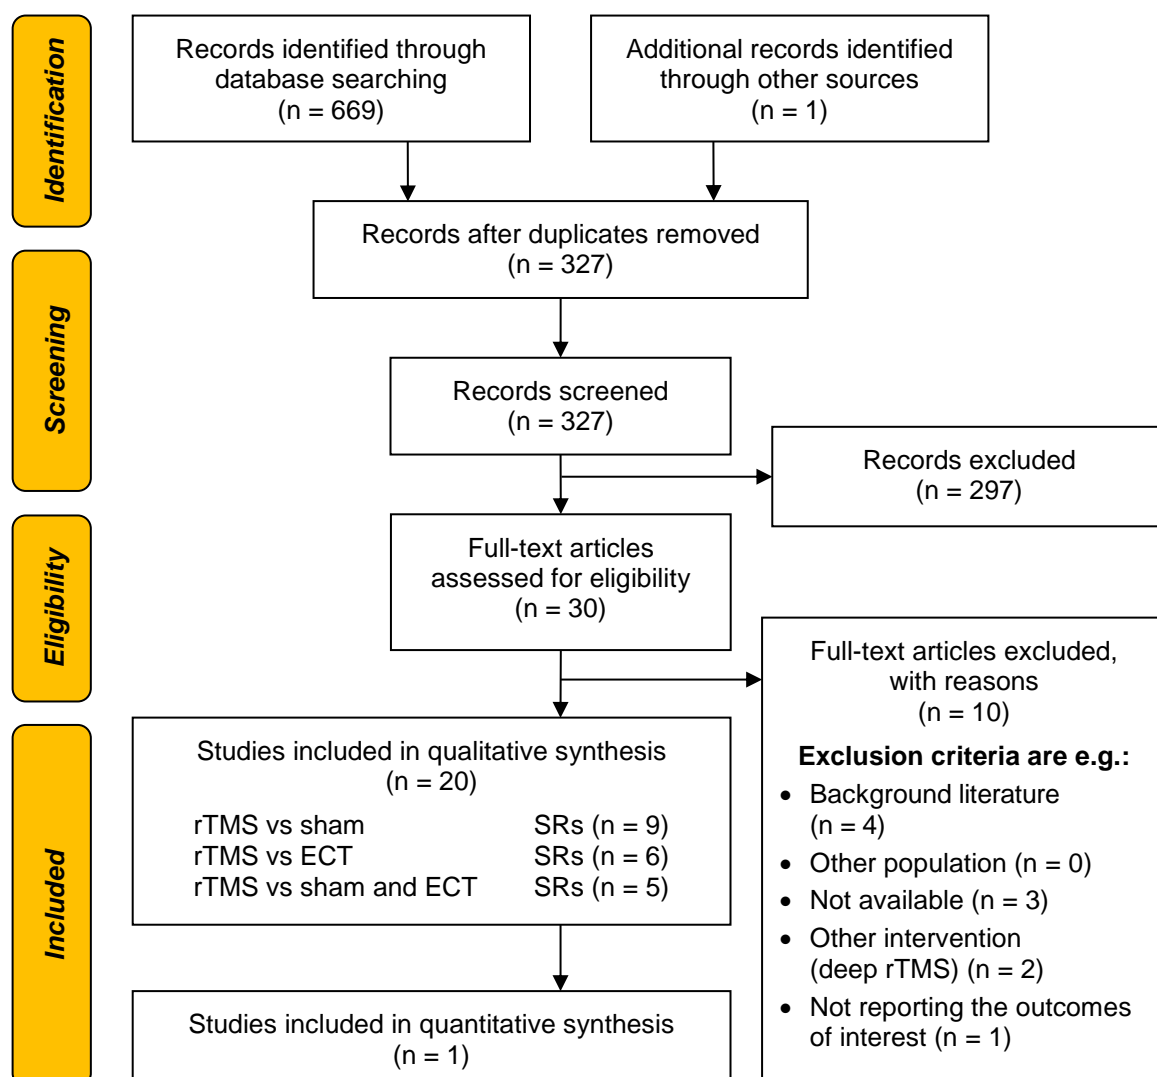 Identification
Records identified through
database searching
(n = 669)
Additional records identified
through other sources
(n = 1)
Records after duplicates removed
(n = 327)
Screening
Records screened
(n = 327)
Records excluded
(n = 297)
Eligibility
Full-text articles
assessed for eligibility
(n = 30)
Full-text articles excluded,
with reasons
(n = 10)
Exclusion criteria are e.g.:
• Background literature
(n = 4)
• Other population (n = 0)
• Not available (n = 3)
• Other intervention
(deep rTMS) (n = 2)
• Not reporting the outcomes
of interest (n = 1)
Included
Studies included in qualitative synthesis
(n = 20)
rTMS vs sham SRs (n = 9)
rTMS vs ECT SRs (n = 6)
rTMS vs sham and ECT SRs (n = 5)
Studies included in quantitative synthesis
(n = 1)